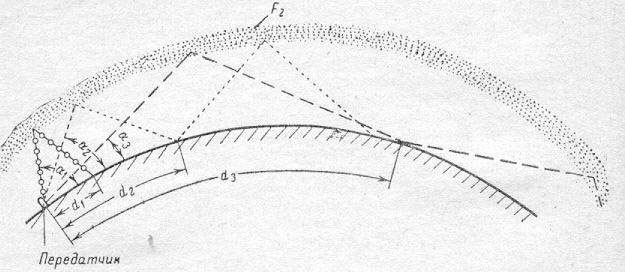 F₂
α₁
α₂
α₃
d₁
d₂
d₃
Передатчик